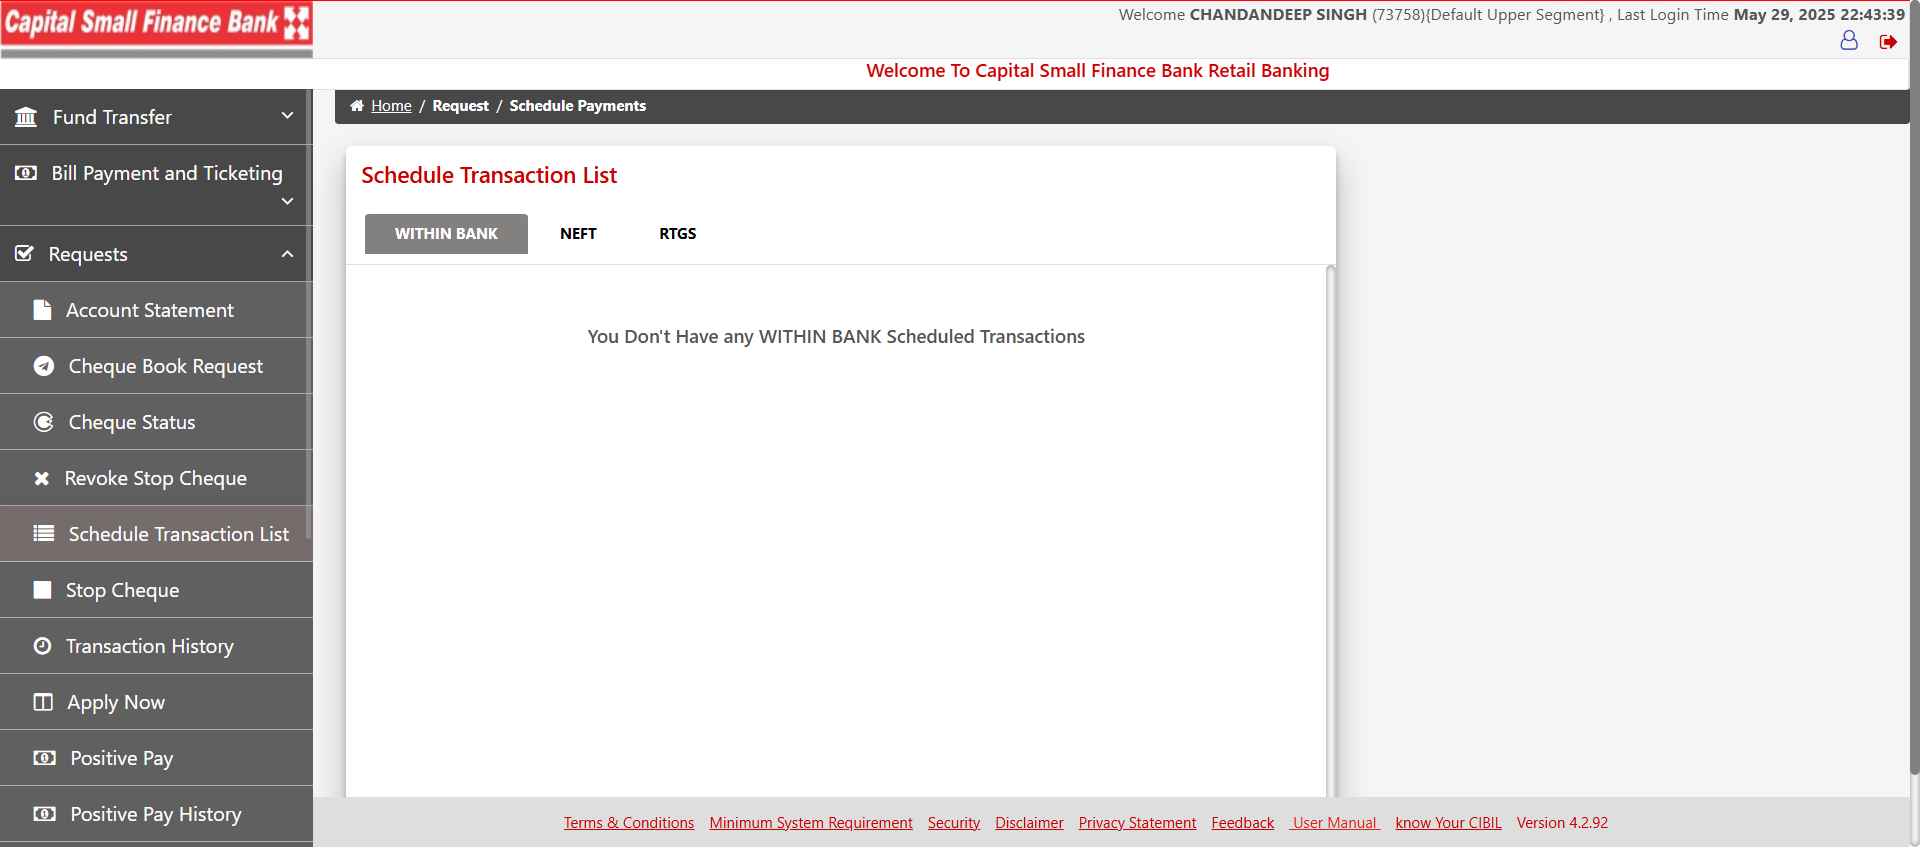 Capital Small Finance Bank
Welcome CHANDANDEEP SINGH (73758){Default Upper Segment} , Last Login Time May 29, 2025 22:43:39
Welcome To Capital Small Finance Bank Retail Banking
Home / Request / Schedule Payments
Fund Transfer
Bill Payment and Ticketing
Requests
Account Statement
Cheque Book Request
Cheque Status
Revoke Stop Cheque
Schedule Transaction List
Stop Cheque
Transaction History
Apply Now
Positive Pay
Positive Pay History
Schedule Transaction List
WITHIN BANK NEFT RTGS
You Don't Have any WITHIN BANK Scheduled Transactions
Terms & Conditions Minimum System Requirement Security Disclaimer Privacy Statement Feedback User Manual know Your CIBIL Version 4.2.92